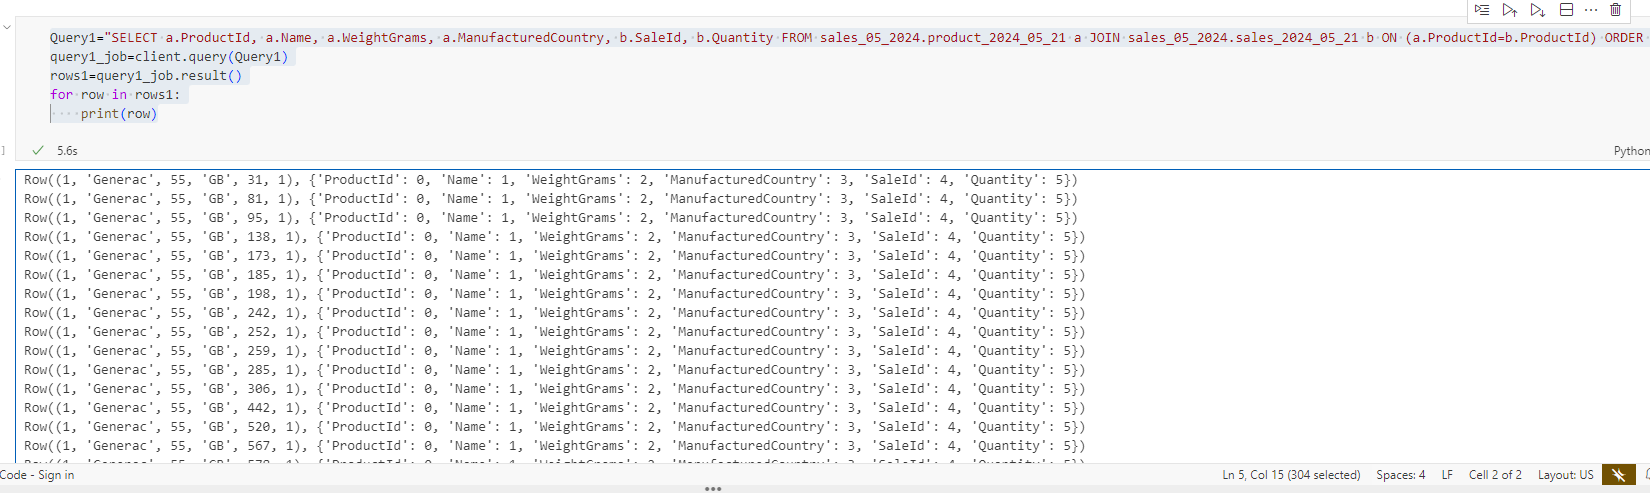 Query1="SELECT a.ProductId, a.Name, a.WeightGrams, a.ManufacturedCountry, b.SaleId, b.Quantity FROM sales_05_2024.product_2024_05_21 a JOIN sales_05_2024.sales_2024_05_21 b ON (a.ProductId=b.ProductId) ORDER
query1_job=client.query(Query1)
rows1=query1_job.result()
for row in rows1:
    print(row)
5.6s
Python
Row((1, 'Generac', 55, 'GB', 31, 1), {'ProductId': 0, 'Name': 1, 'WeightGrams': 2, 'ManufacturedCountry': 3, 'SaleId': 4, 'Quantity': 5})
Row((1, 'Generac', 55, 'GB', 81, 1), {'ProductId': 0, 'Name': 1, 'WeightGrams': 2, 'ManufacturedCountry': 3, 'SaleId': 4, 'Quantity': 5})
Row((1, 'Generac', 55, 'GB', 95, 1), {'ProductId': 0, 'Name': 1, 'WeightGrams': 2, 'ManufacturedCountry': 3, 'SaleId': 4, 'Quantity': 5})
Row((1, 'Generac', 55, 'GB', 138, 1), {'ProductId': 0, 'Name': 1, 'WeightGrams': 2, 'ManufacturedCountry': 3, 'SaleId': 4, 'Quantity': 5})
Row((1, 'Generac', 55, 'GB', 173, 1), {'ProductId': 0, 'Name': 1, 'WeightGrams': 2, 'ManufacturedCountry': 3, 'SaleId': 4, 'Quantity': 5})
Row((1, 'Generac', 55, 'GB', 185, 1), {'ProductId': 0, 'Name': 1, 'WeightGrams': 2, 'ManufacturedCountry': 3, 'SaleId': 4, 'Quantity': 5})
Row((1, 'Generac', 55, 'GB', 198, 1), {'ProductId': 0, 'Name': 1, 'WeightGrams': 2, 'ManufacturedCountry': 3, 'SaleId': 4, 'Quantity': 5})
Row((1, 'Generac', 55, 'GB', 242, 1), {'ProductId': 0, 'Name': 1, 'WeightGrams': 2, 'ManufacturedCountry': 3, 'SaleId': 4, 'Quantity': 5})
Row((1, 'Generac', 55, 'GB', 252, 1), {'ProductId': 0, 'Name': 1, 'WeightGrams': 2, 'ManufacturedCountry': 3, 'SaleId': 4, 'Quantity': 5})
Row((1, 'Generac', 55, 'GB', 259, 1), {'ProductId': 0, 'Name': 1, 'WeightGrams': 2, 'ManufacturedCountry': 3, 'SaleId': 4, 'Quantity': 5})
Row((1, 'Generac', 55, 'GB', 285, 1), {'ProductId': 0, 'Name': 1, 'WeightGrams': 2, 'ManufacturedCountry': 3, 'SaleId': 4, 'Quantity': 5})
Row((1, 'Generac', 55, 'GB', 306, 1), {'ProductId': 0, 'Name': 1, 'WeightGrams': 2, 'ManufacturedCountry': 3, 'SaleId': 4, 'Quantity': 5})
Row((1, 'Generac', 55, 'GB', 442, 1), {'ProductId': 0, 'Name': 1, 'WeightGrams': 2, 'ManufacturedCountry': 3, 'SaleId': 4, 'Quantity': 5})
Row((1, 'Generac', 55, 'GB', 520, 1), {'ProductId': 0, 'Name': 1, 'WeightGrams': 2, 'ManufacturedCountry': 3, 'SaleId': 4, 'Quantity': 5})
Row((1, 'Generac', 55, 'GB', 567, 1), {'ProductId': 0, 'Name': 1, 'WeightGrams': 2, 'ManufacturedCountry': 3, 'SaleId': 4, 'Quantity': 5})
Code - Sign in Ln 5, Col 15 (304 selected) Spaces: 4 LF Cell 2 of 2 Layout: US